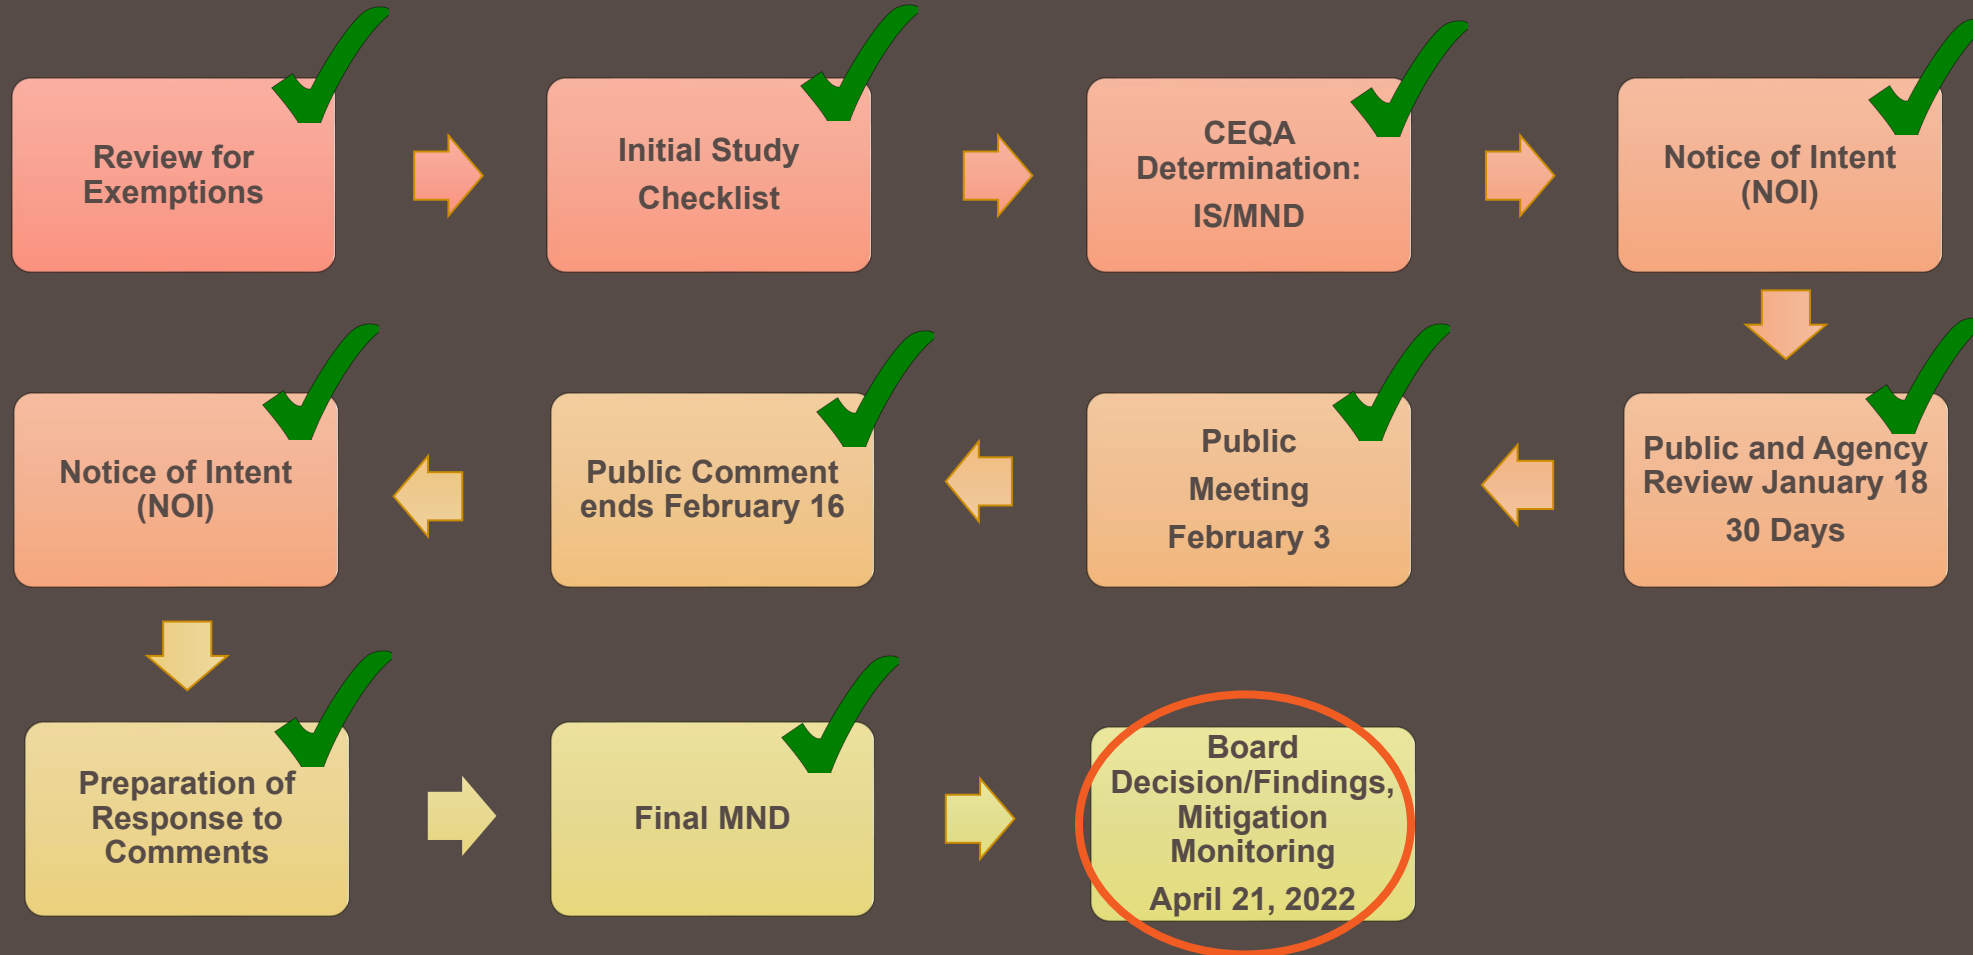 Review for
Exemptions
Initial Study
Checklist
CEQA
Determination:
IS/MND
Notice of Intent
(NOI)
Public and Agency
Review January 18
30 Days
Public
Meeting
February 3
Public Comment
ends February 16
Notice of Intent
(NOI)
Preparation of
Response to
Comments
Final MND
Board
Decision/Findings,
Mitigation
Monitoring
April 21, 2022